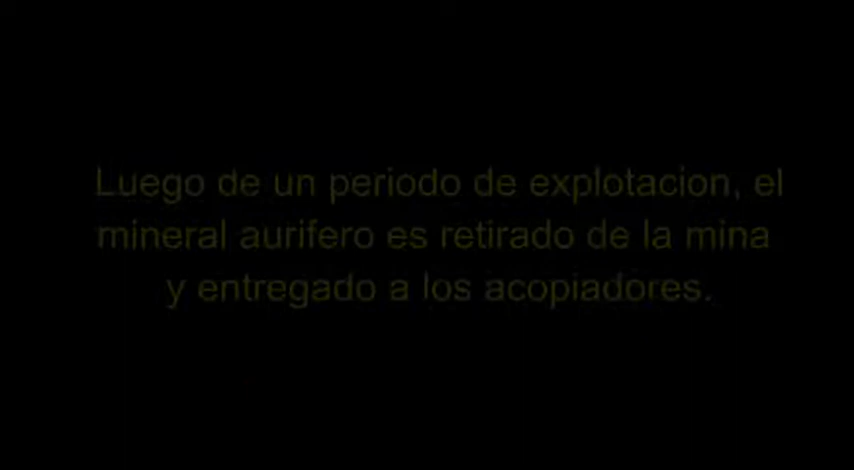 Luego de un periodo de explotacion, el
mineral aurifero es retirado de la mina
y entregado a los acopiadores.